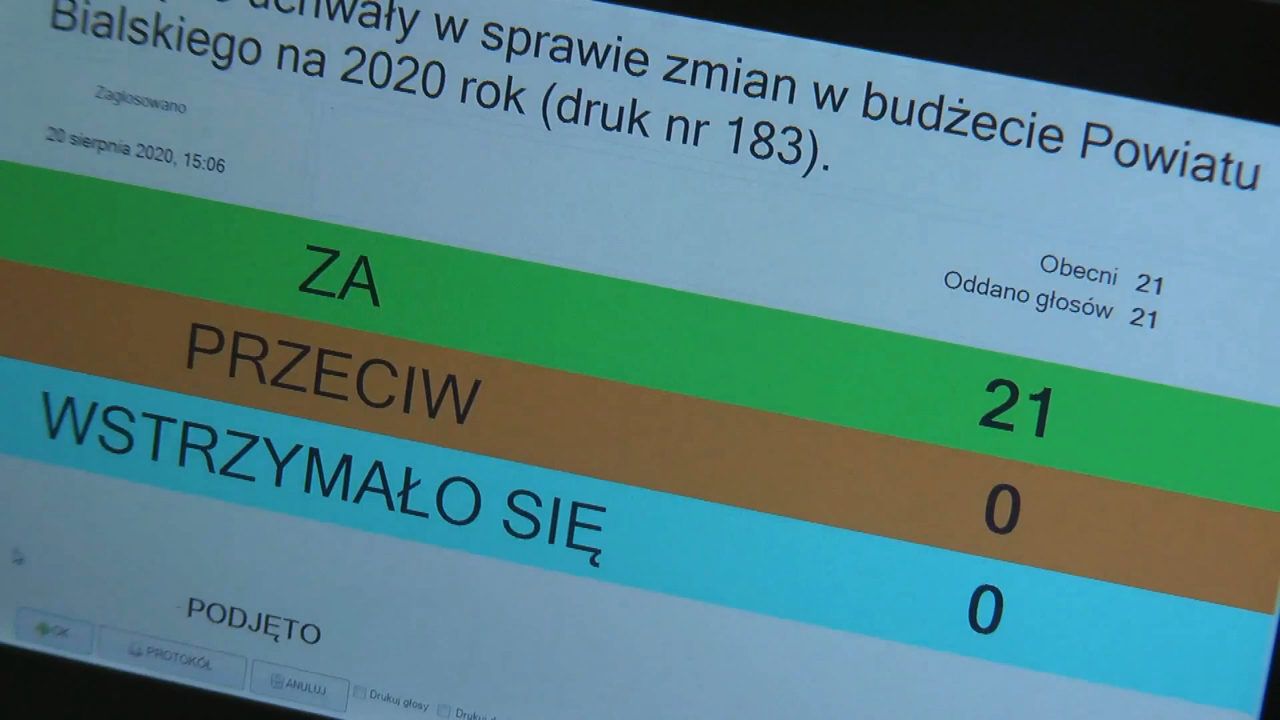 uchwały w sprawie zmian w budżecie Powiatu
Bialskiego na 2020 rok (druk nr 183).
Zagłosowano
20 sierpnia 2020, 15:06
Obecni 21
Oddano głosów 21
ZA 21
PRZECIW 0
WSTRZYMAŁO SIĘ 0
PODJĘTO
OK PROTOKÓŁ ANULUJ Drukuj głosy Drukuj